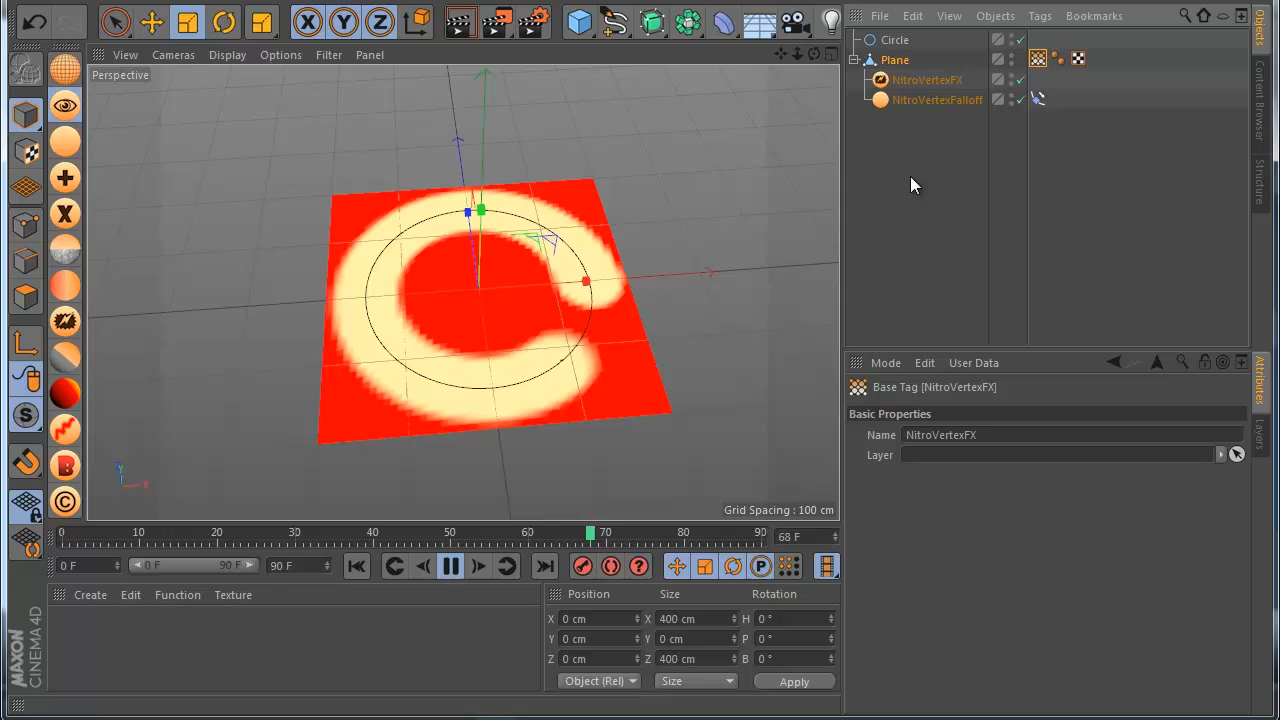 View Cameras Display Options Filter Panel
Perspective
Grid Spacing : 100 cm
0 10 20 30 40 50 60 70 80 90 68 F
0 F 0 F 90 F 90 F
Create Edit Function Texture
Position Size Rotation
X 0 cm X 400 cm H 0 °
Y 0 cm Y 0 cm P 0 °
Z 0 cm Z 400 cm B 0 °
Object (Rel) Size Apply
MAXON
CINEMA 4D
File Edit View Objects Tags Bookmarks
Circle
Plane
NitroVertexFX
NitroVertexFalloff
Objects
Content Browser
Structure
Mode Edit User Data
Base Tag [NitroVertexFX]
Basic Properties
Name NitroVertexFX
Layer
Attributes
Layers